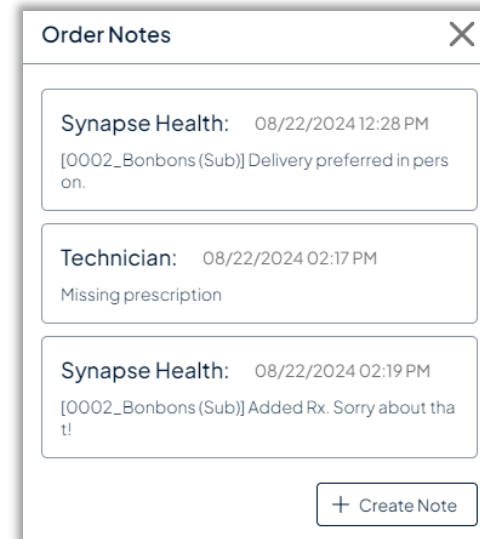 Order Notes
Synapse Health: 08/22/2024 12:28 PM
[0002_Bonbons (Sub)] Delivery preferred in pers
on.
Technician: 08/22/2024 02:17 PM
Missing prescription
Synapse Health: 08/22/2024 02:19 PM
[0002_Bonbons (Sub)] Added Rx. Sorry about tha
t!
+ Create Note